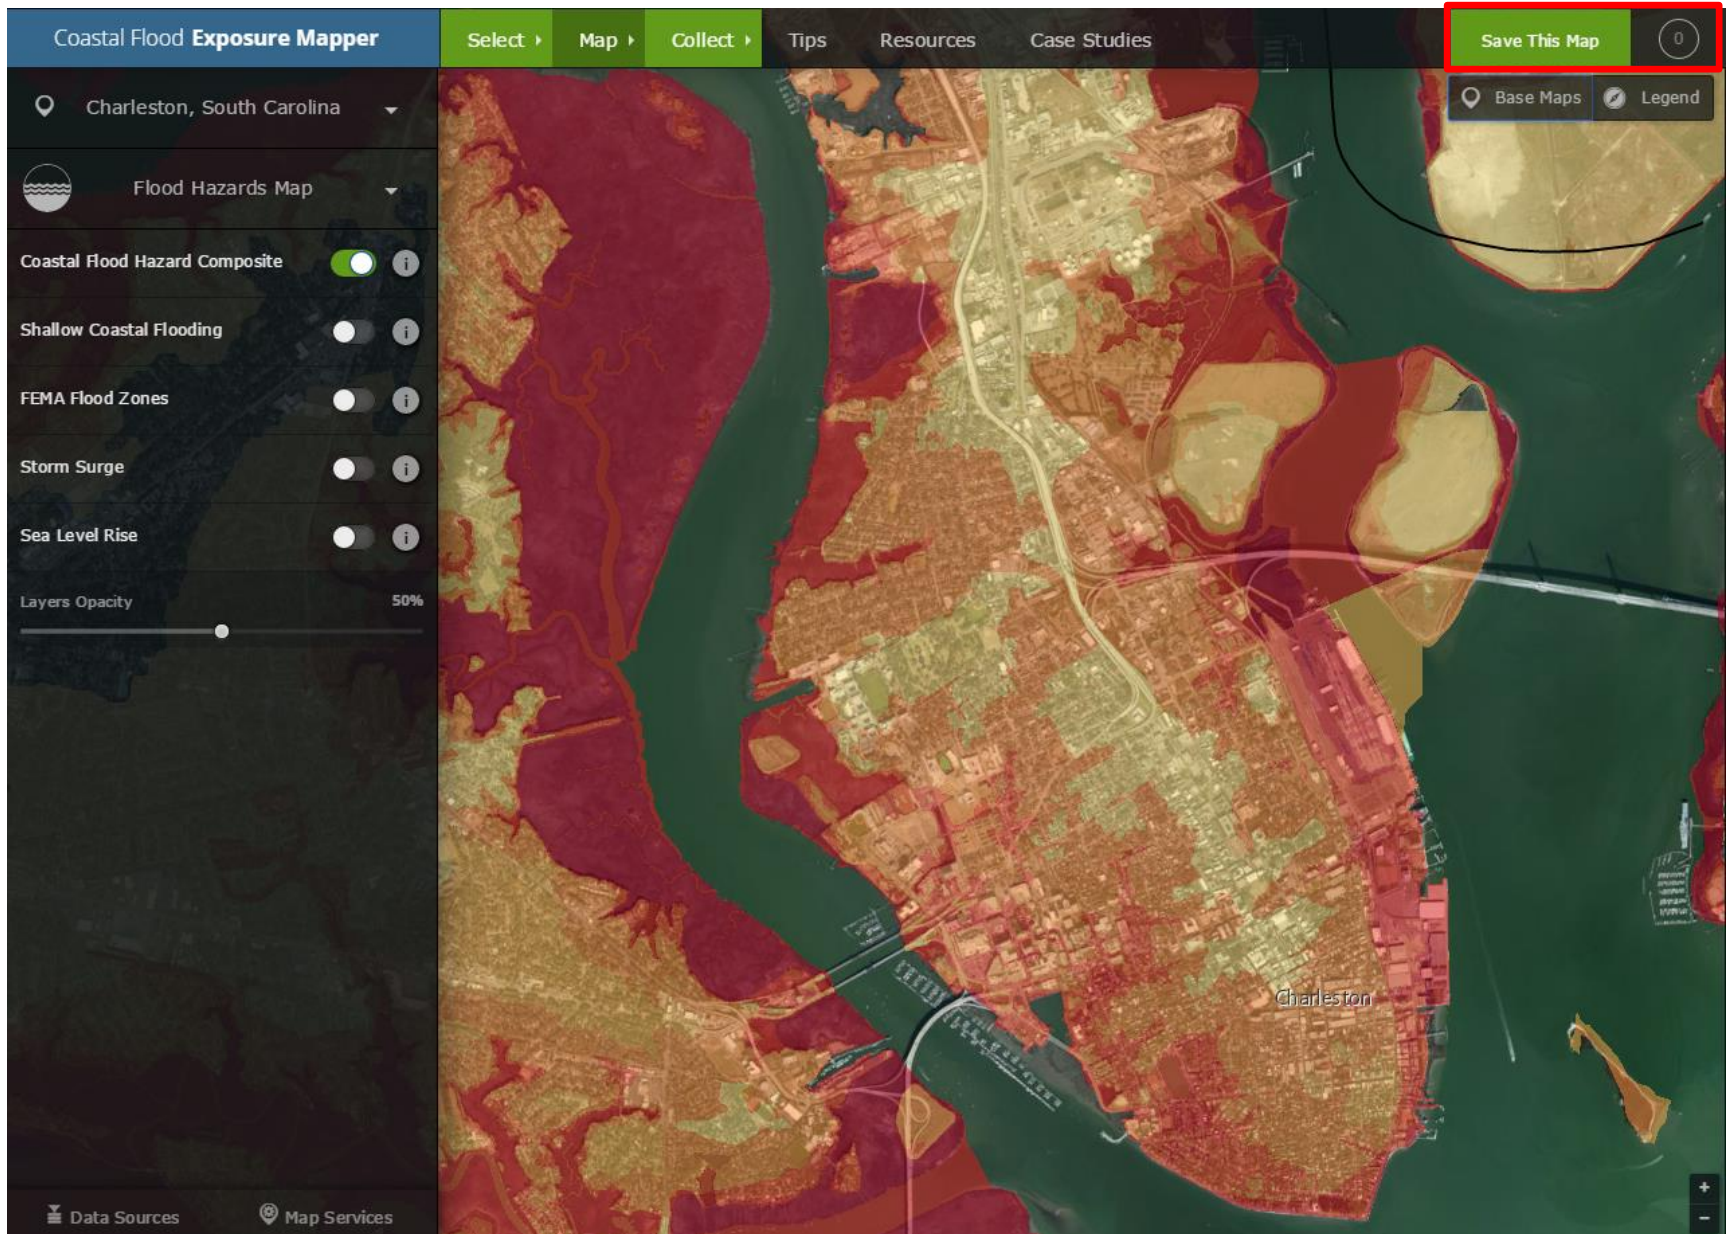 Coastal Flood Exposure Mapper
Select Map Collect Tips Resources Case Studies
Save This Map 0
Charleston, South Carolina
Base Maps Legend
Flood Hazards Map
Coastal Flood Hazard Composite i
Shallow Coastal Flooding i
FEMA Flood Zones i
Storm Surge i
Sea Level Rise i
Layers Opacity 50%
Charleston
Data Sources Map Services
+
−